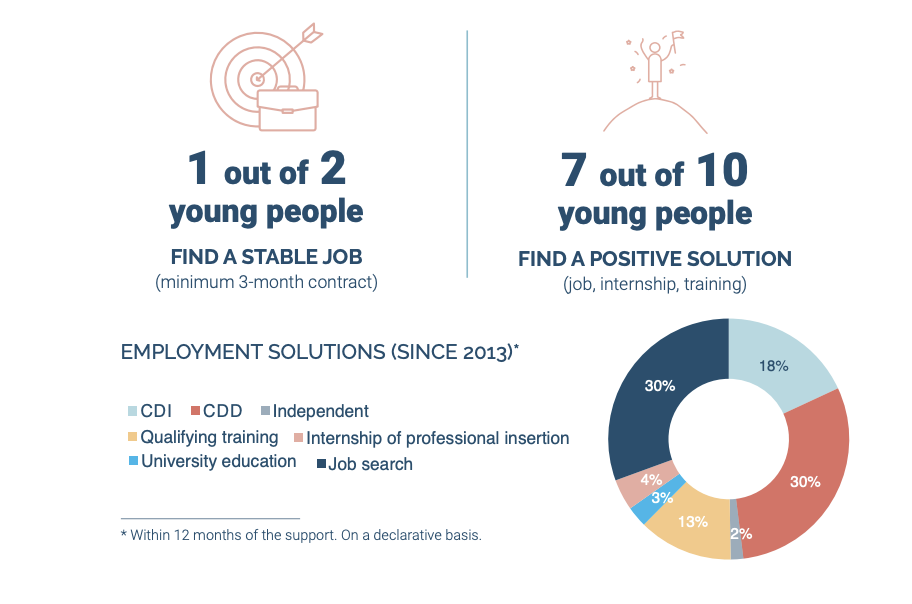 1 out of 2
young people
FIND A STABLE JOB
(minimum 3-month contract)
7 out of 10
young people
FIND A POSITIVE SOLUTION
(job, internship, training)
EMPLOYMENT SOLUTIONS (SINCE 2013)*
CDI CDD Independent
Qualifying training Internship of professional insertion
University education Job search
* Within 12 months of the support. On a declarative basis.
18%
30%
30%
4%
3%
13%
2%